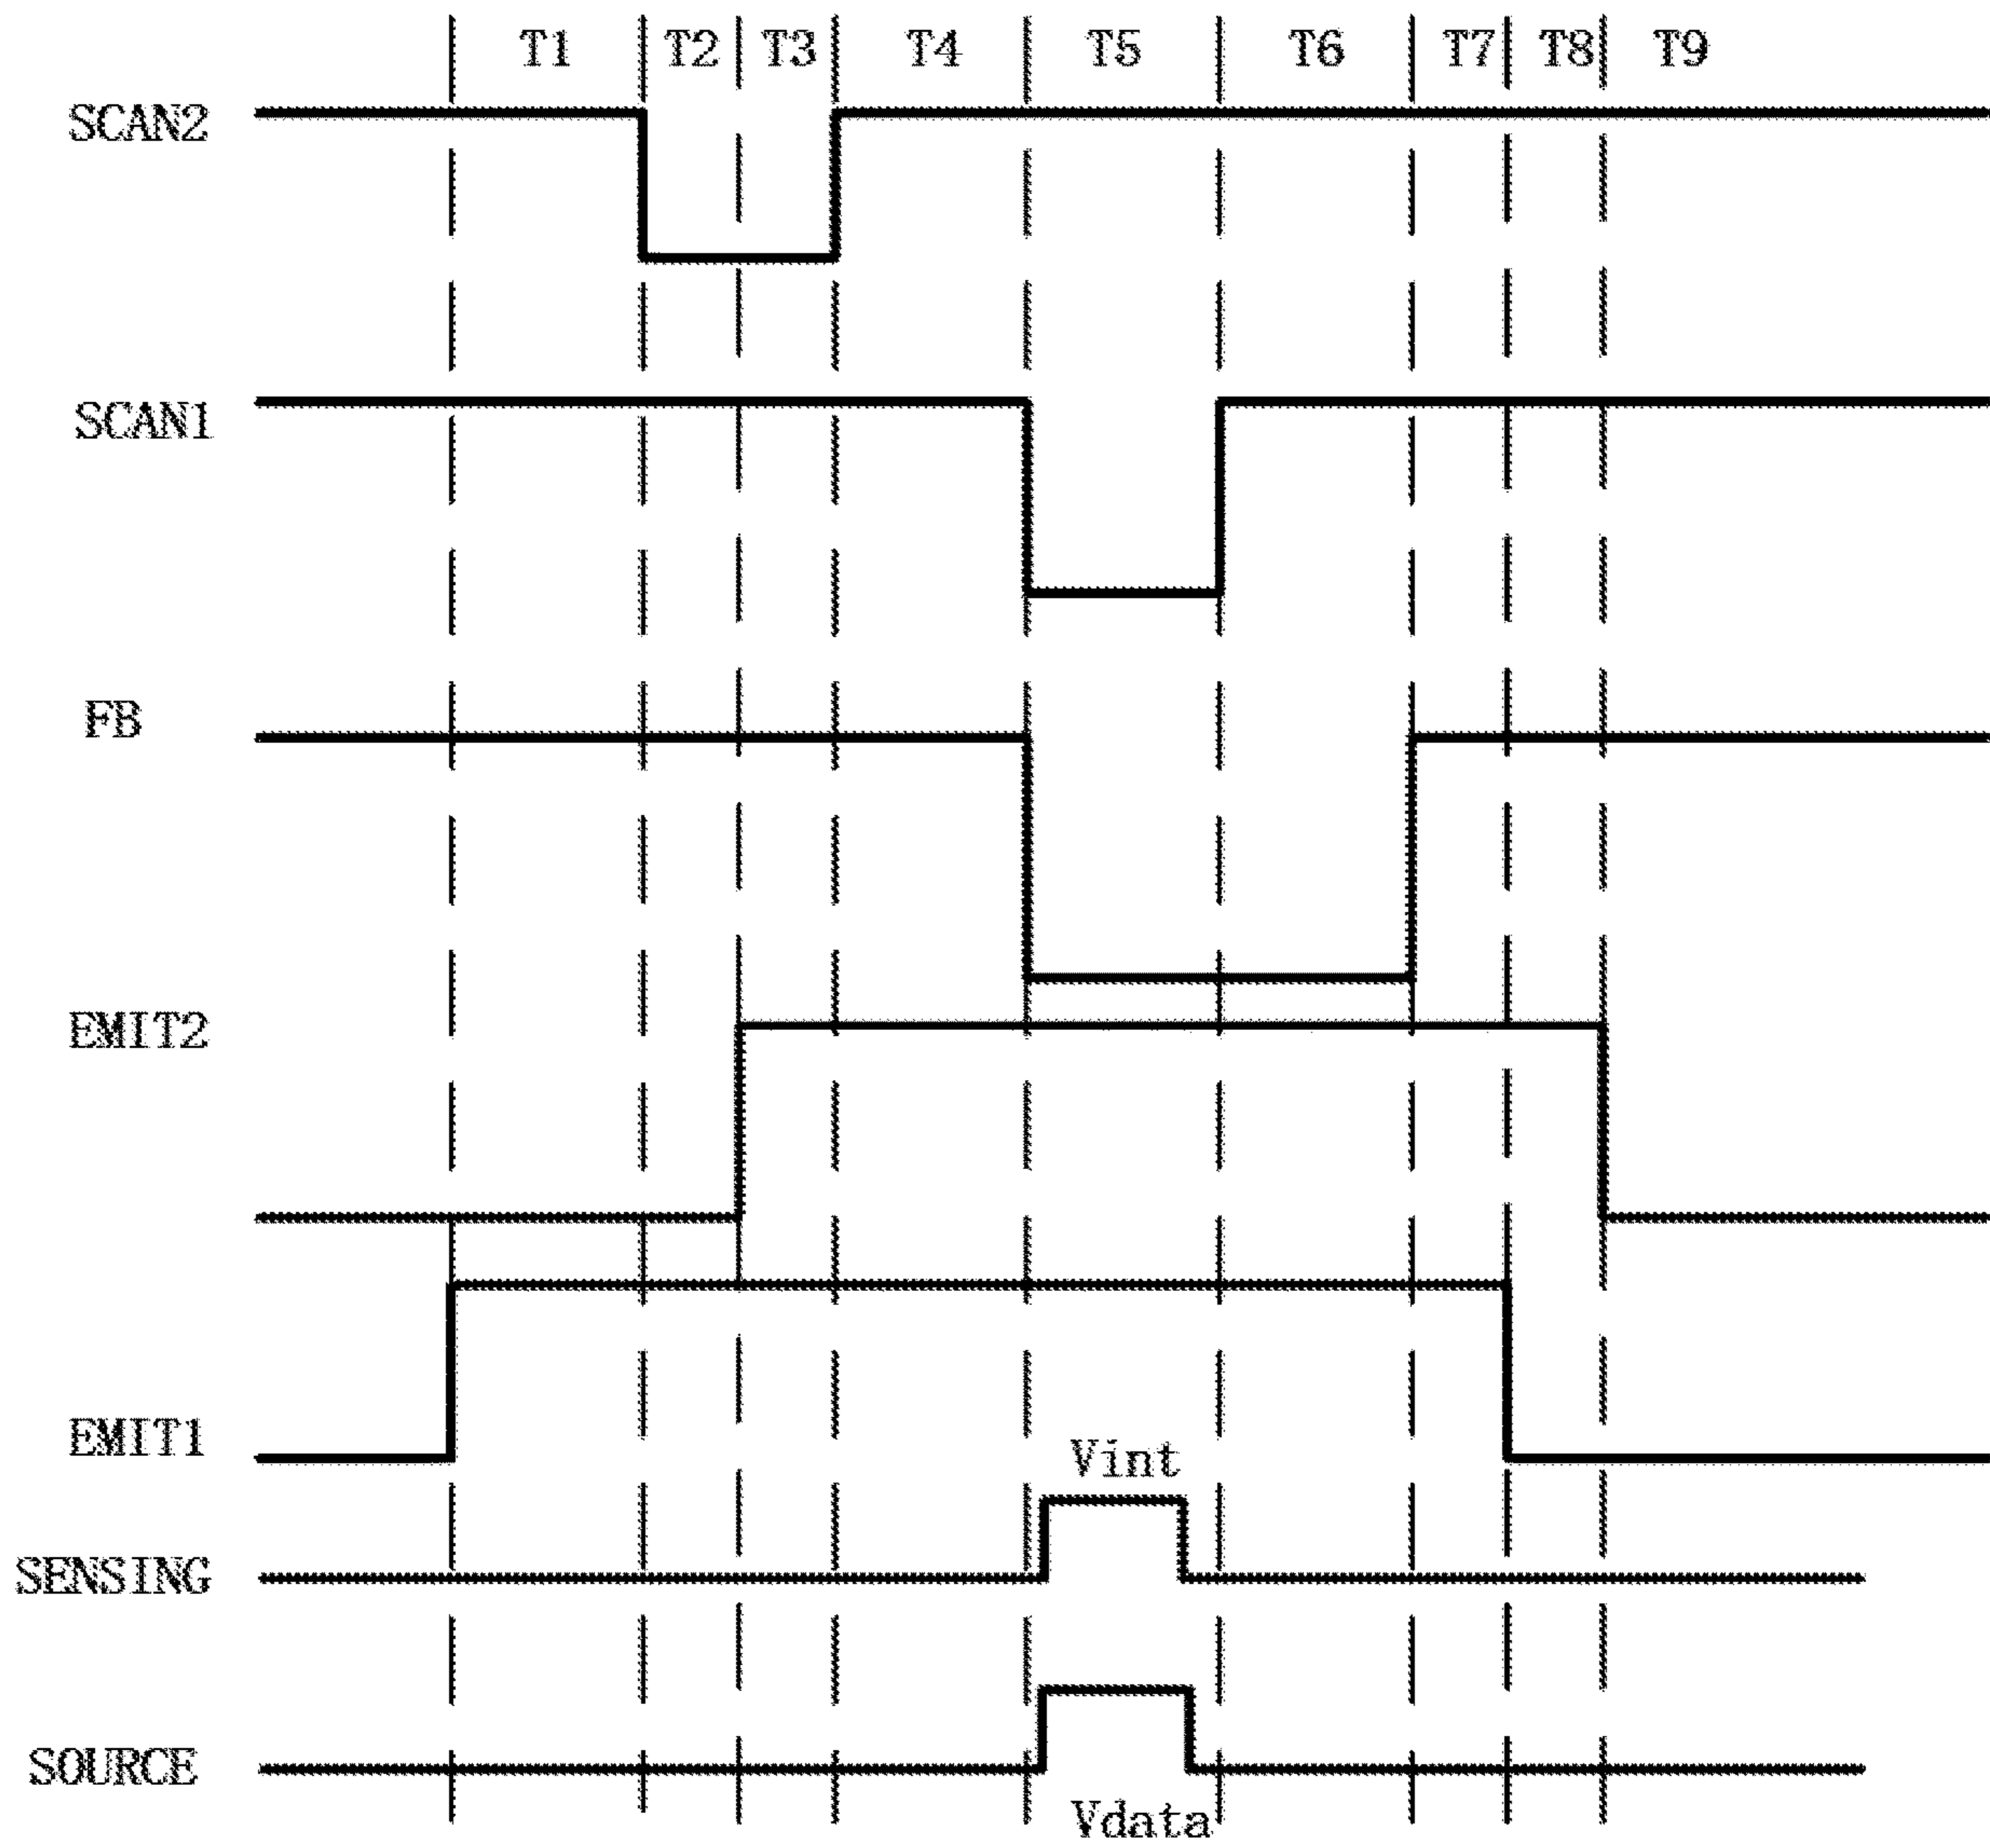 T1 T2 T3 T4 T5 T6 T7 T8 T9
SCAN2
SCAN1
FB
EMIT2
EMIT1
Vint
SENSING
SOURCE
Vdata